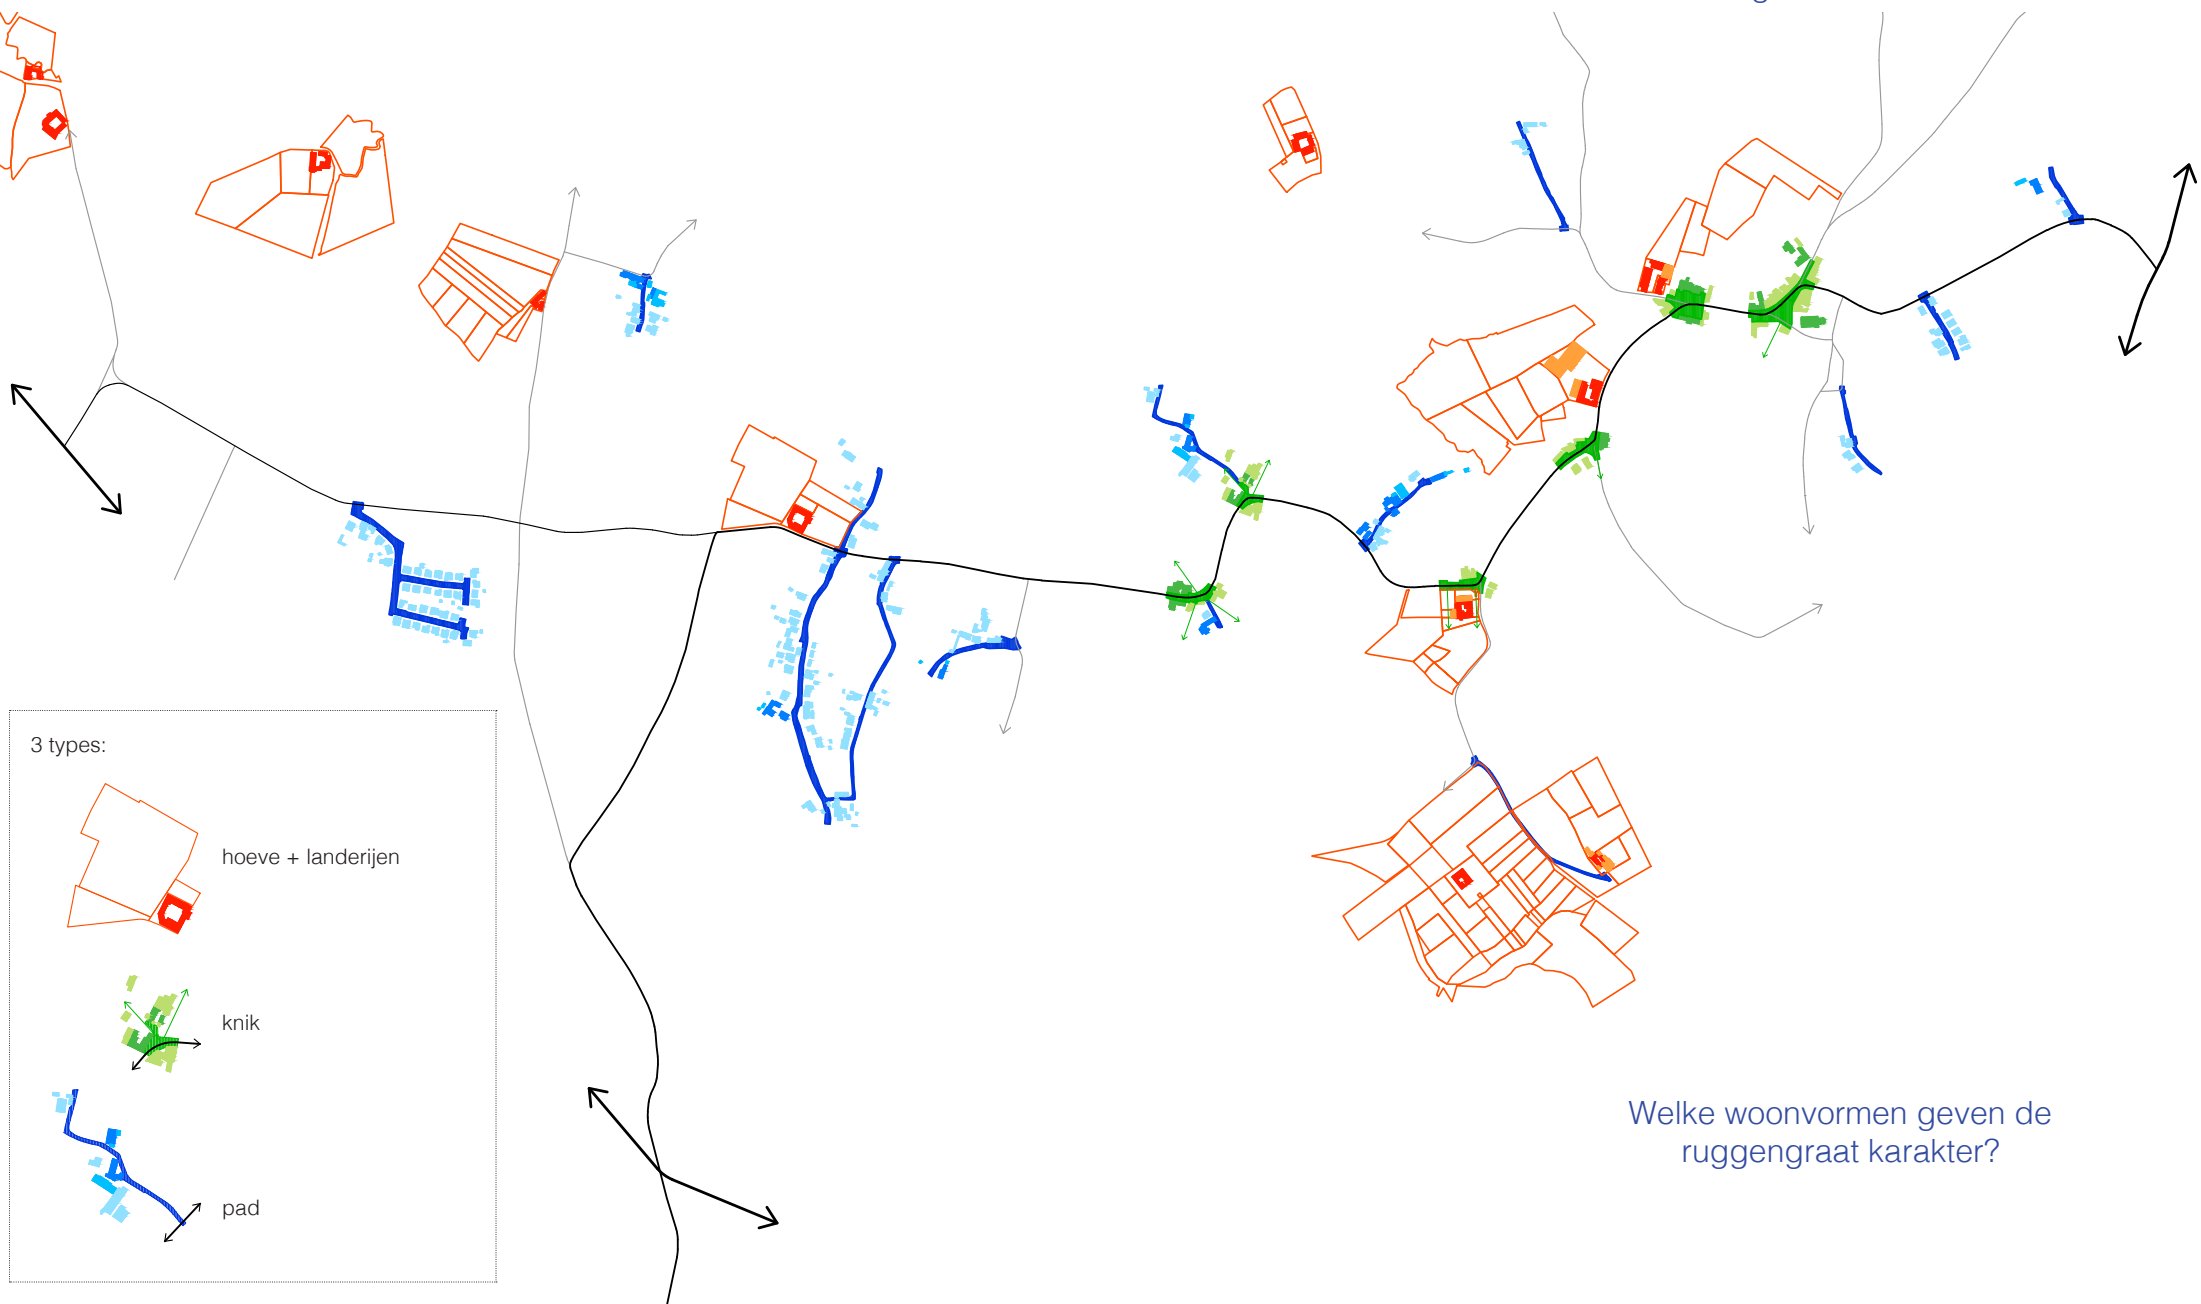 3 types:
hoeve + landerijen
knik
pad
Welke woonvormen geven de
ruggengraat karakter?